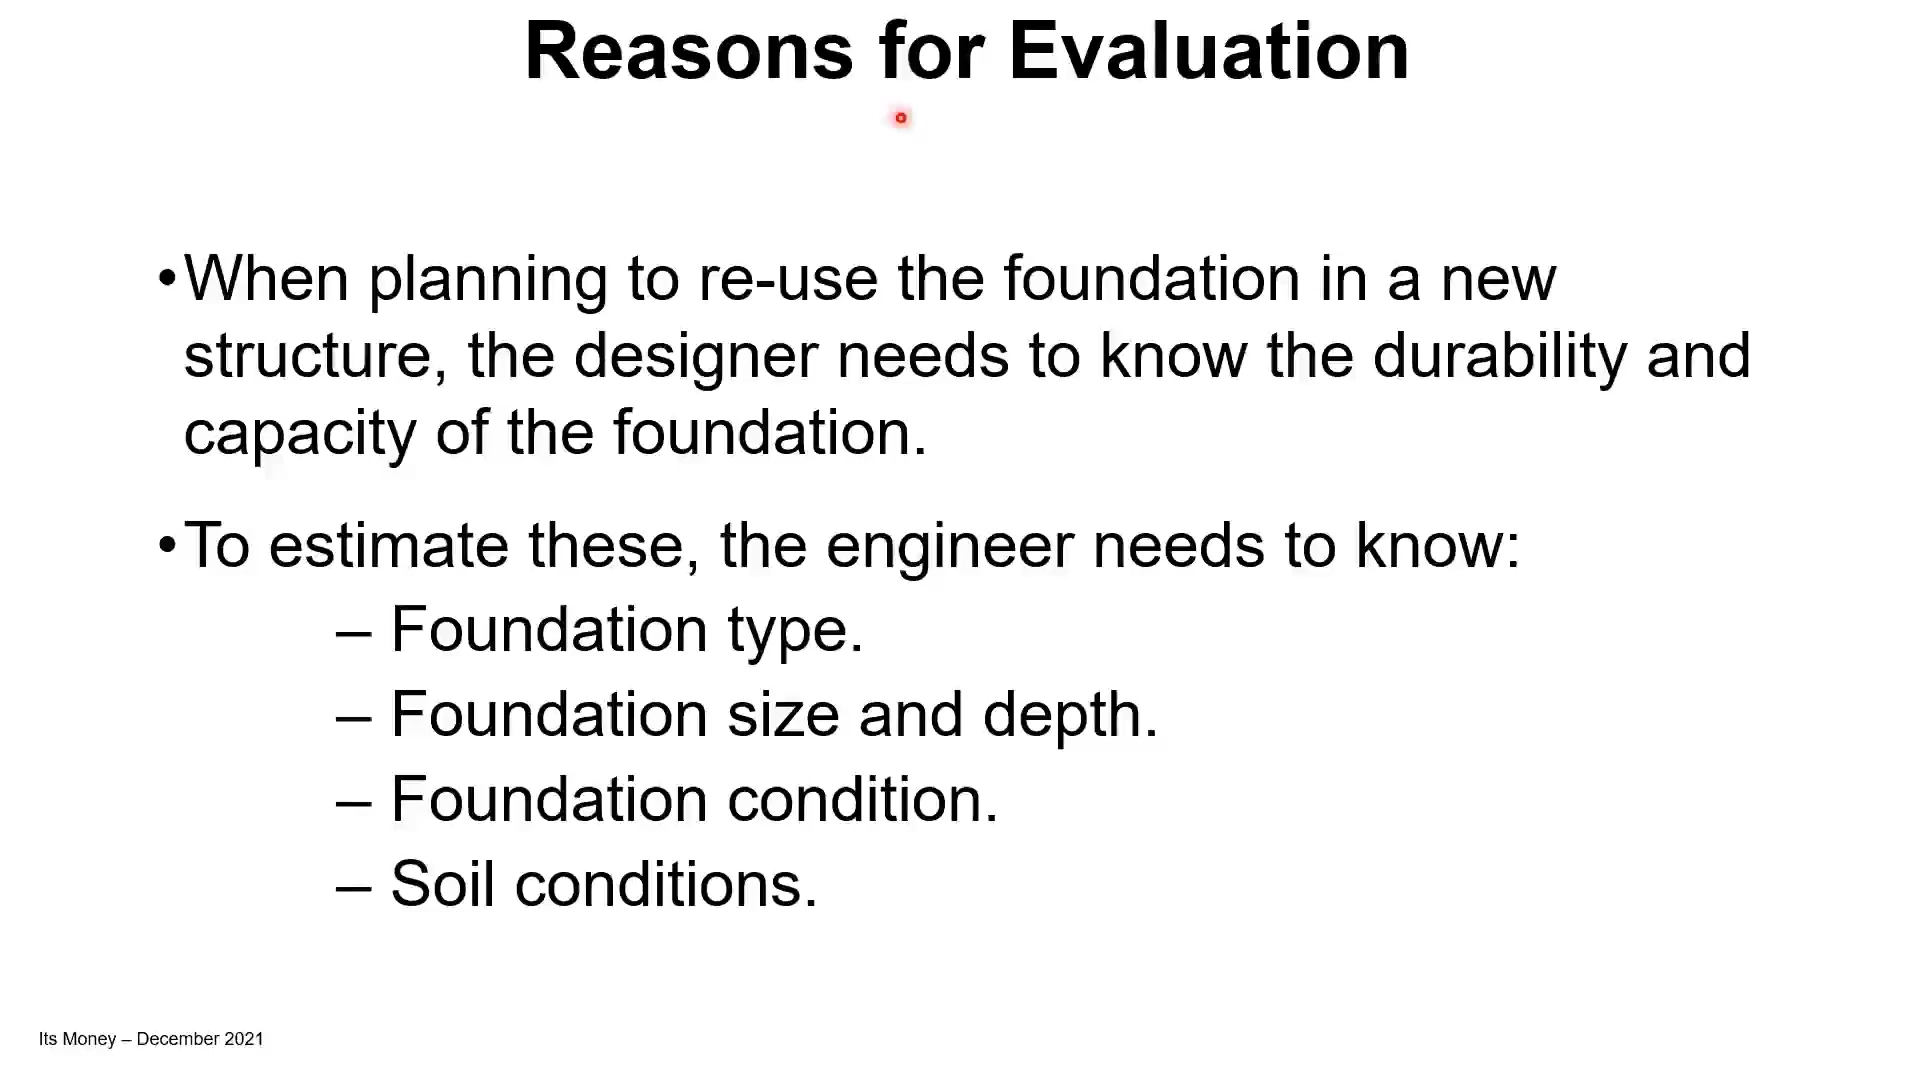 Reasons for Evaluation
•When planning to re-use the foundation in a new
structure, the designer needs to know the durability and
capacity of the foundation.
•To estimate these, the engineer needs to know:
– Foundation type.
– Foundation size and depth.
– Foundation condition.
– Soil conditions.
Its Money – December 2021